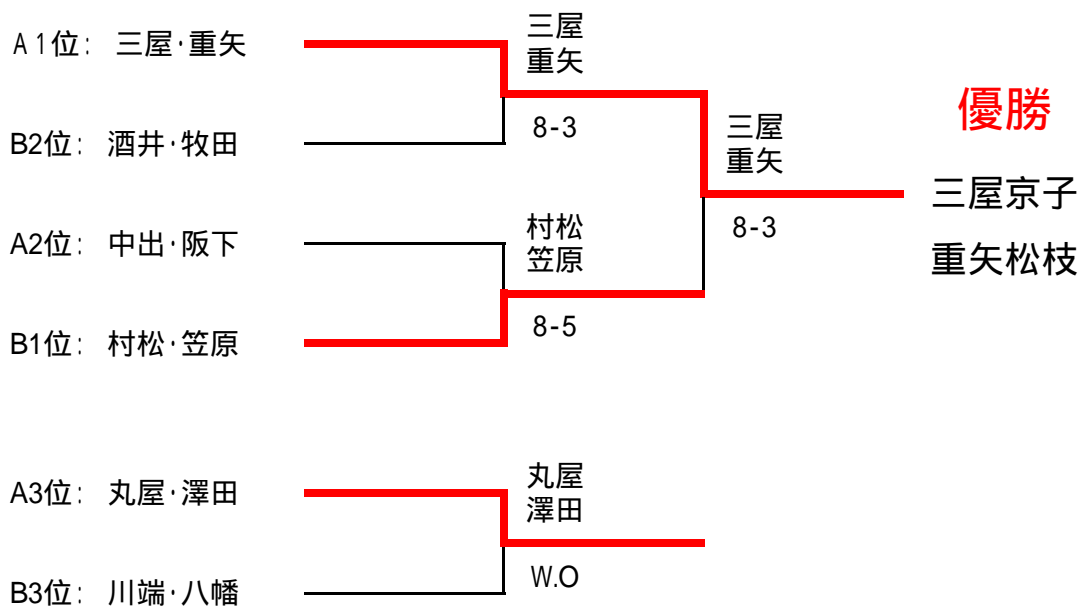 A1位: 三屋・重矢
三屋
重矢
8-3
B2位: 酒井・牧田
三屋
重矢
8-3
優勝
三屋京子
重矢松枝
A2位: 中出・阪下
村松
笠原
8-5
B1位: 村松・笠原
A3位: 丸屋・澤田
丸屋
澤田
W.O
B3位: 川端・八幡